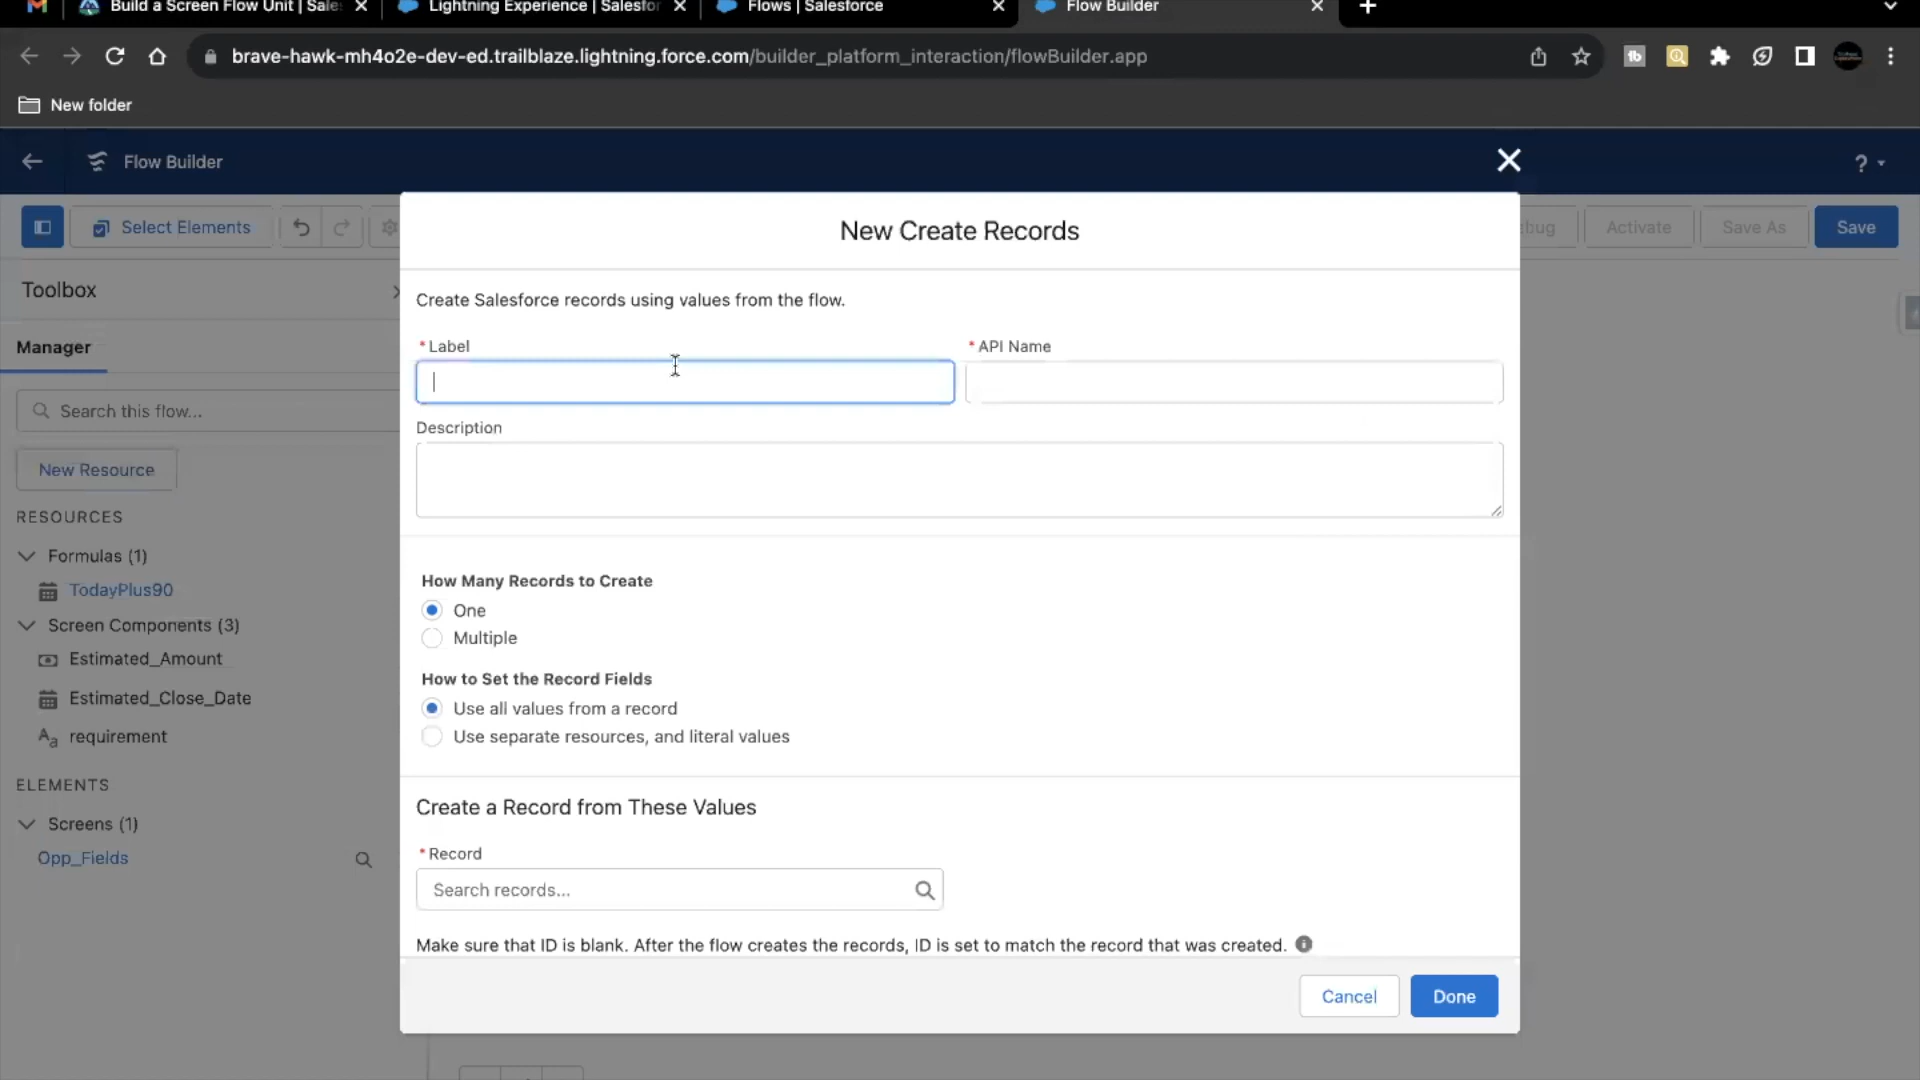 Build a Screen Flow Unit | Sale
Lightning Experience | Salesfor
Flows | Salesforce
Flow Builder
brave-hawk-mh4o2e-dev-ed.trailblaze.lightning.force.com/builder_platform_interaction/flowBuilder.app
New folder
Flow Builder
?
Select Elements
bug
Activate
Save As
Save
New Create Records
Toolbox
Create Salesforce records using values from the flow.
Manager
* Label
* API Name
Search this flow...
Description
New Resource
RESOURCES
Formulas (1)
TodayPlus90
Screen Components (3)
Estimated_Amount
Estimated_Close_Date
Aa requirement
ELEMENTS
Screens (1)
Opp_Fields
How Many Records to Create
One
Multiple
How to Set the Record Fields
Use all values from a record
Use separate resources, and literal values
Create a Record from These Values
* Record
Search records...
Make sure that ID is blank. After the flow creates the records, ID is set to match the record that was created.
Cancel
Done